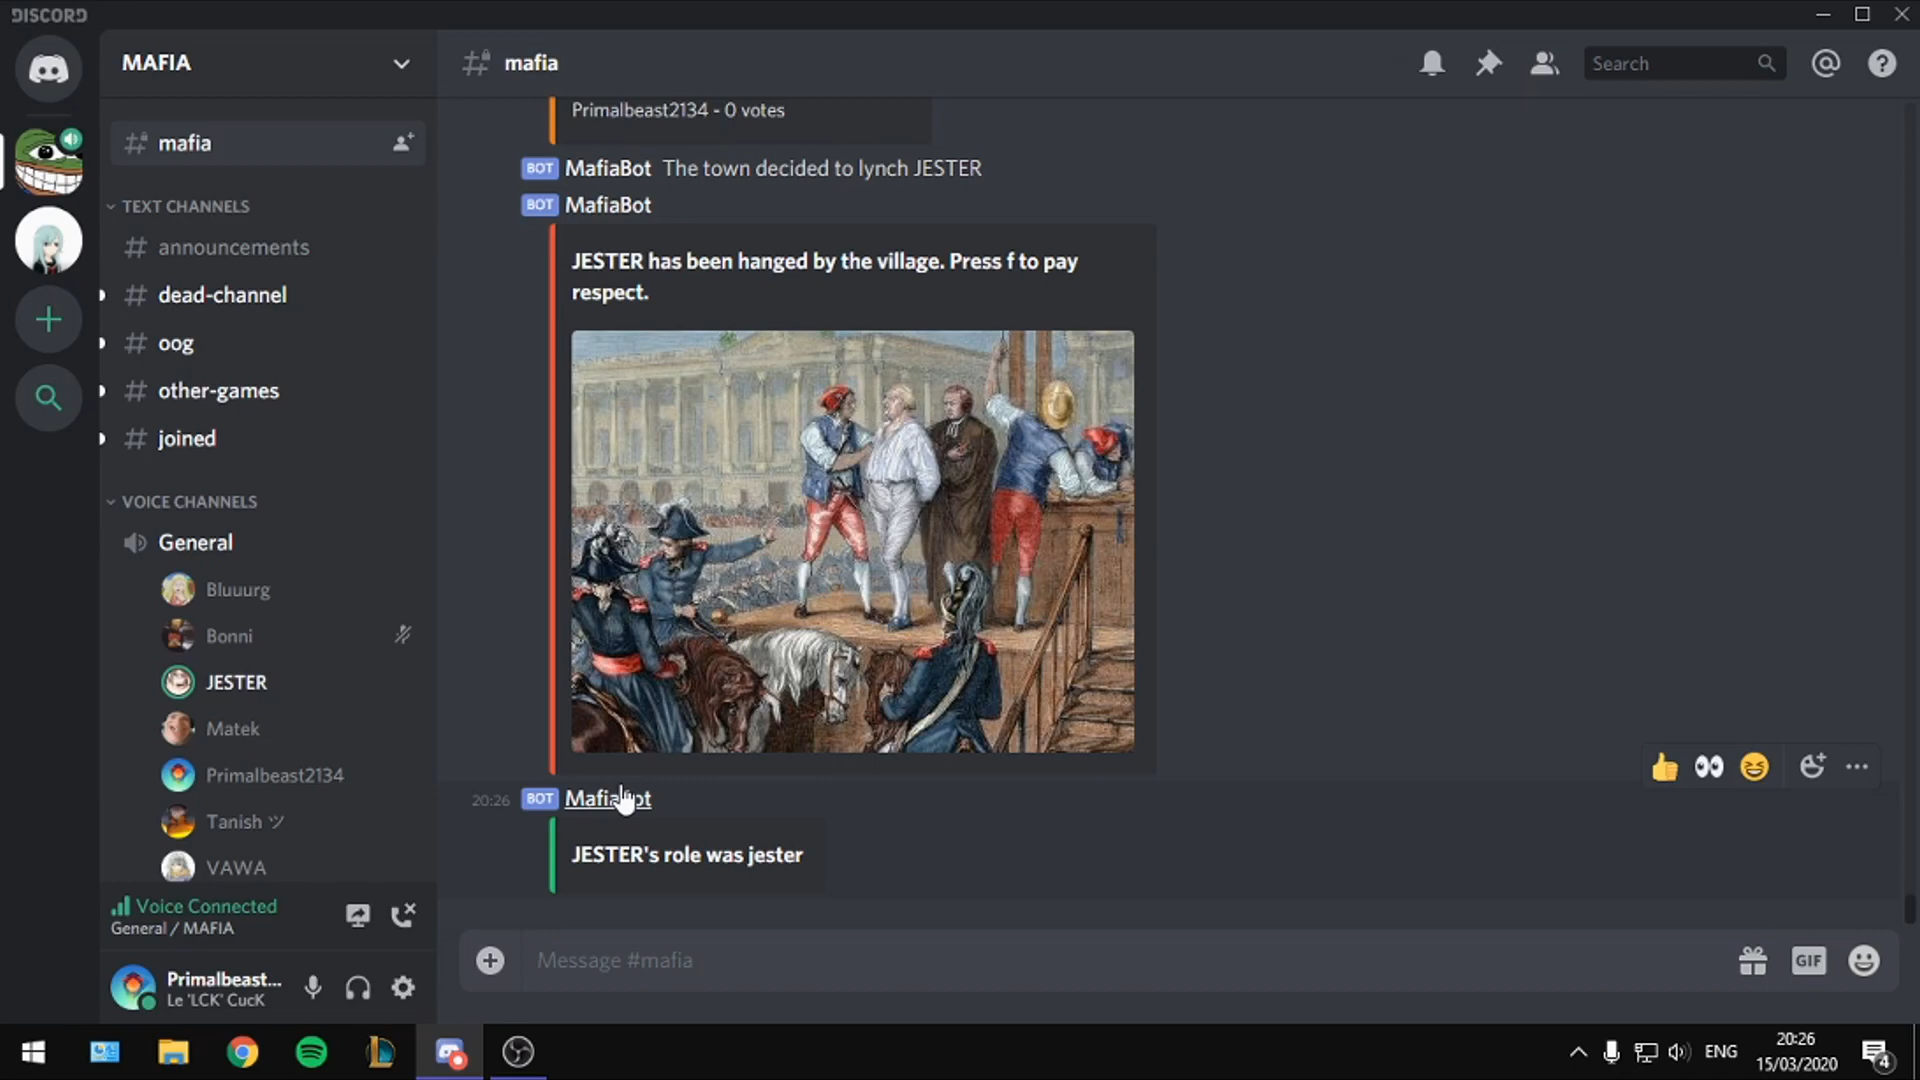 DISCORD
MAFIA
mafia
Search
mafia
TEXT CHANNELS
announcements
dead-channel
oog
other-games
joined
VOICE CHANNELS
General
Bluuurg
Bonni
JESTER
Matek
Primalbeast2134
Tanish ツ
VAWA
Voice Connected
General / MAFIA
Primalbeast...
Le 'LCK' CucK
Primalbeast2134 - 0 votes
BOT MafiaBot The town decided to lynch JESTER
BOT MafiaBot
JESTER has been hanged by the village. Press f to pay
respect.
20:26 BOT MafiaBot
JESTER's role was jester
Message #mafia
GIF
ENG
20:26
15/03/2020
4